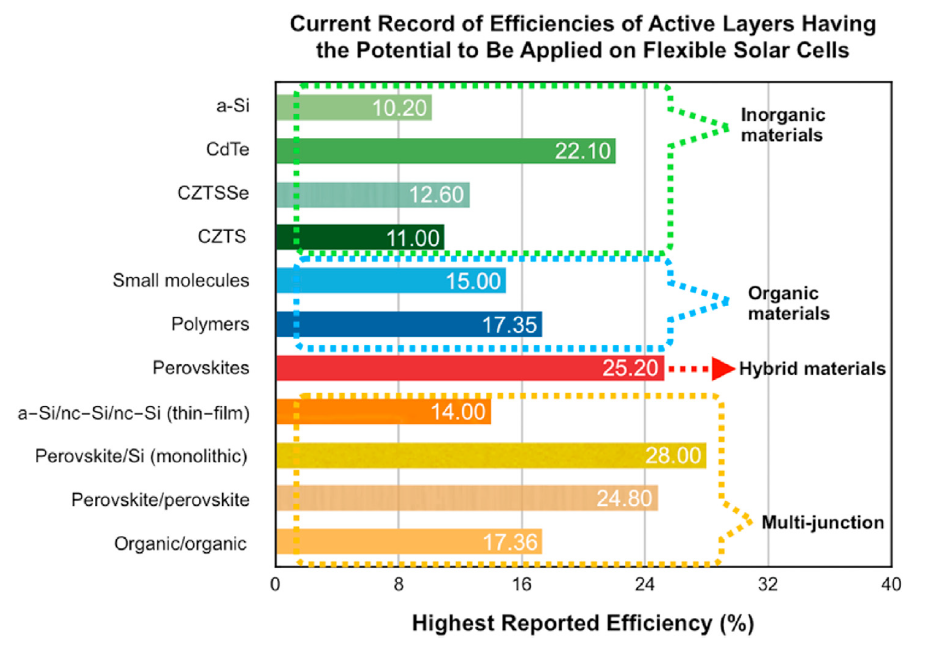 Current Record of Efficiencies of Active Layers Having
the Potential to Be Applied on Flexible Solar Cells
a-Si
10.20
Inorganic
materials
CdTe
22.10
CZTSSe
12.60
CZTS
11.00
Small molecules
15.00
Organic
materials
Polymers
17.35
Perovskites
25.20
Hybrid materials
a−Si/nc−Si/nc−Si (thin−film)
14.00
Perovskite/Si (monolithic)
28.00
Perovskite/perovskite
24.80
Multi-junction
Organic/organic
17.36
0 8 16 24 32 40
Highest Reported Efficiency (%)